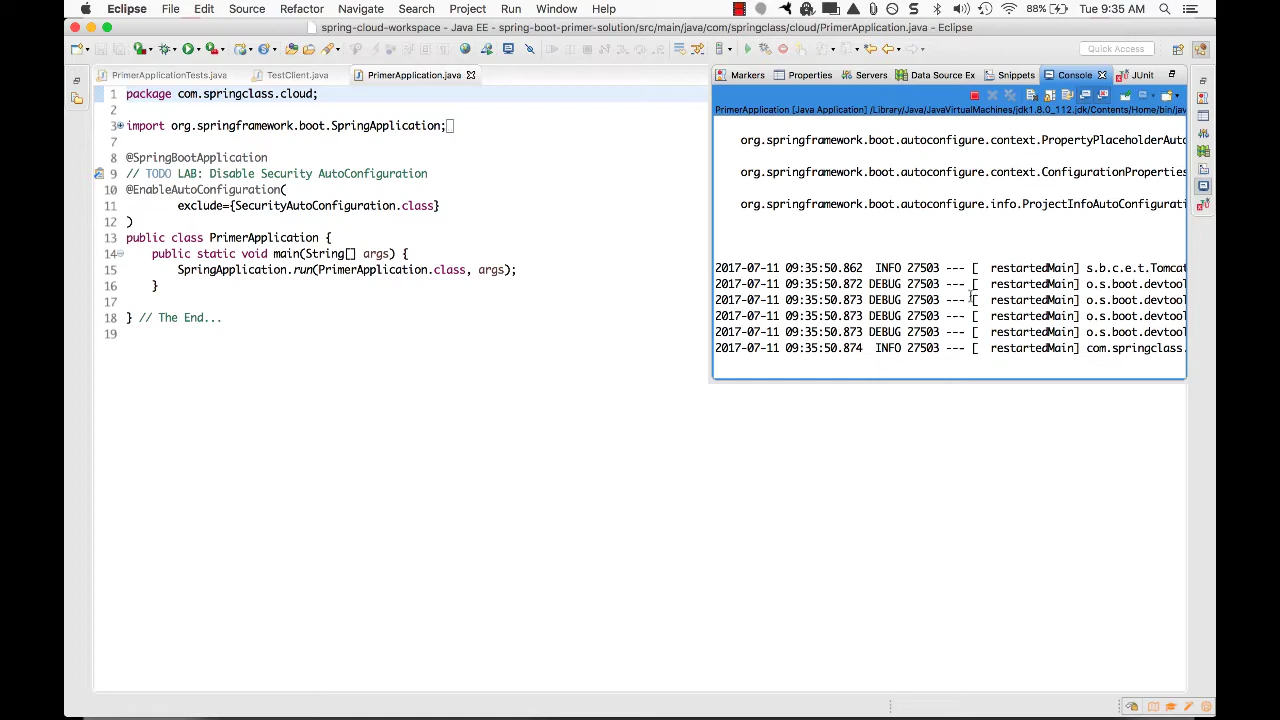 Eclipse File Edit Source Refactor Navigate Search Project Run Window Help 88% Tue 9:35 AM
spring-cloud-workspace - Java EE - spring-boot-primer-solution/src/main/java/com/springclass/cloud/PrimerApplication.java - Eclipse
Quick Access
PrimerApplicationTests.java TestClient.java PrimerApplication.java
Markers Properties Servers Data Source Ex Snippets Console JUnit
PrimerApplication [Java Application] /Library/Java/JavaVirtualMachines/jdk1.8.0_112.jdk/Contents/Home/bin/jav
1 package com.springclass.cloud;
2
3 import org.springframework.boot.SpringApplication;
7
8 @SpringBootApplication
9 // TODO LAB: Disable Security AutoConfiguration
10 @EnableAutoConfiguration(
11 exclude={SecurityAutoConfiguration.class}
12 )
13 public class PrimerApplication {
14 public static void main(String[] args) {
15 SpringApplication.run(PrimerApplication.class, args);
16 }
17
18 } // The End...
19
org.springframework.boot.autoconfigure.context.PropertyPlaceholderAuto
org.springframework.boot.autoconfigure.context.ConfigurationProperties
org.springframework.boot.autoconfigure.info.ProjectInfoAutoConfigurati
2017-07-11 09:35:50.862 INFO 27503 --- [ restartedMain] s.b.c.e.t.Tomcat
2017-07-11 09:35:50.872 DEBUG 27503 --- [ restartedMain] o.s.boot.devtool
2017-07-11 09:35:50.873 DEBUG 27503 --- [ restartedMain] o.s.boot.devtool
2017-07-11 09:35:50.873 DEBUG 27503 --- [ restartedMain] o.s.boot.devtool
2017-07-11 09:35:50.873 DEBUG 27503 --- [ restartedMain] o.s.boot.devtool
2017-07-11 09:35:50.874 INFO 27503 --- [ restartedMain] com.springclass.